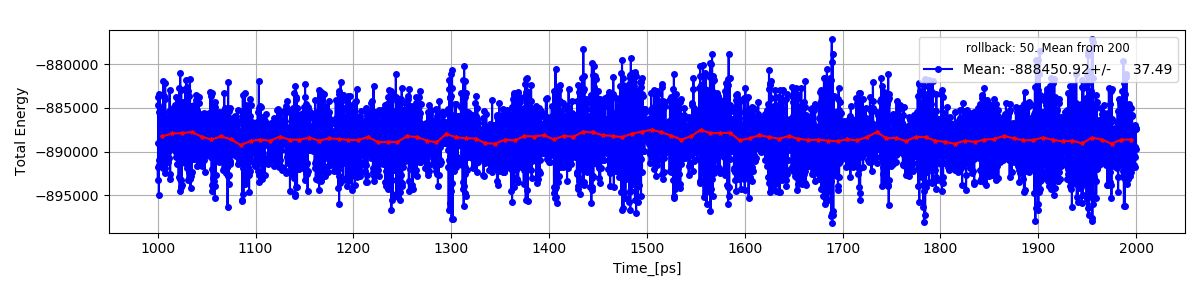 rollback: 50. Mean from 200
Mean: -888450.92+/- 37.49
Total Energy
−880000
−885000
−890000
−895000
1000 1100 1200 1300 1400 1500 1600 1700 1800 1900 2000
Time_[ps]